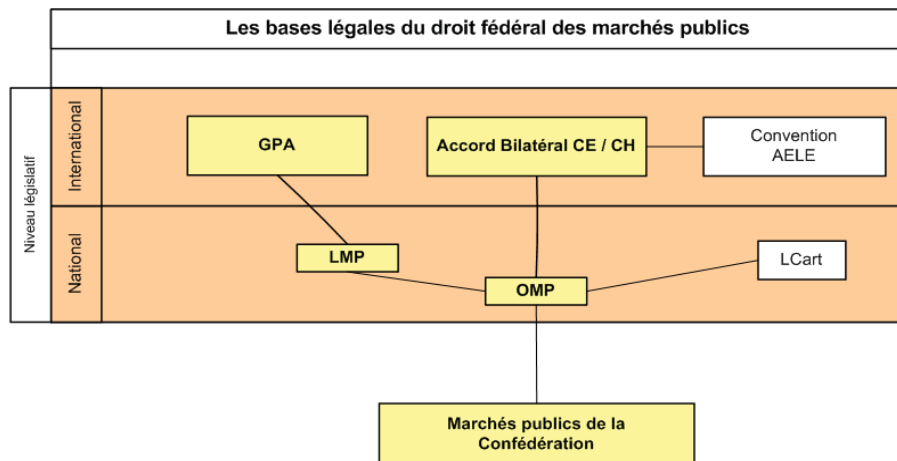 Les bases légales du droit fédéral des marchés publics
Niveau législatif
International
GPA
Accord Bilatéral CE / CH
Convention
AELE
National
LMP
LCart
OMP
Marchés publics de la
Confédération